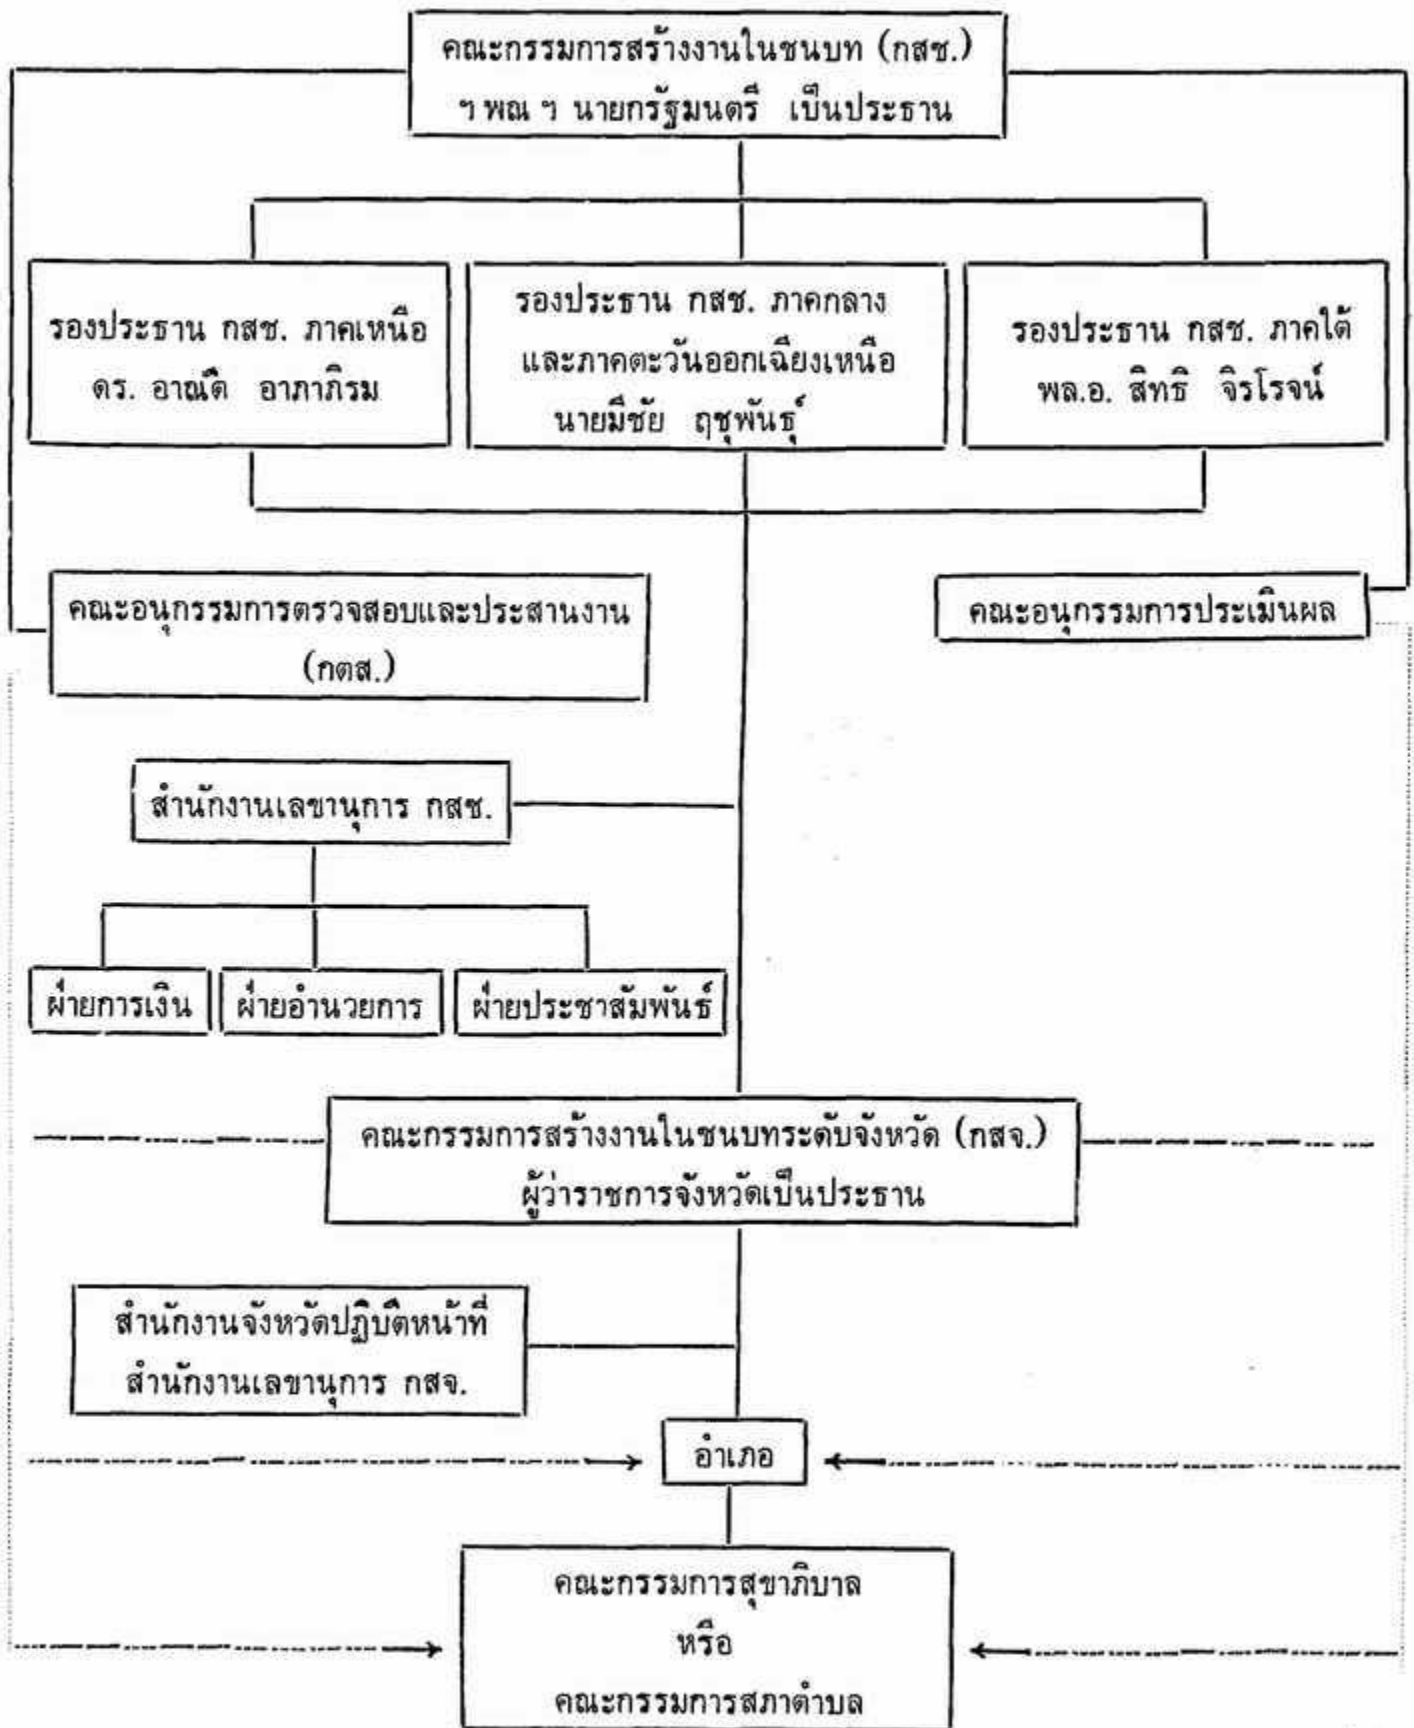 คณะกรรมการสร้างงานในชนบท (กสช.)
ฯ พณ ฯ นายกรัฐมนตรี เป็นประธาน
รองประธาน กสช. ภาคเหนือ
ดร. อาณัติ อาภาภิรม
รองประธาน กสช. ภาคกลาง
และภาคตะวันออกเฉียงเหนือ
นายมีชัย ฤชุพันธุ์
รองประธาน กสช. ภาคใต้
พล.อ. สิทธิ จิรโรจน์
คณะอนุกรรมการตรวจสอบและประสานงาน
(กตส.)
คณะอนุกรรมการประเมินผล
สำนักงานเลขานุการ กสช.
ฝ่ายการเงิน
ฝ่ายอำนวยการ
ฝ่ายประชาสัมพันธ์
คณะกรรมการสร้างงานในชนบทระดับจังหวัด (กสจ.)
ผู้ว่าราชการจังหวัดเป็นประธาน
สำนักงานจังหวัดปฏิบัติหน้าที่
สำนักงานเลขานุการ กสจ.
อำเภอ
คณะกรรมการสุขาภิบาล
หรือ
คณะกรรมการสภาตำบล